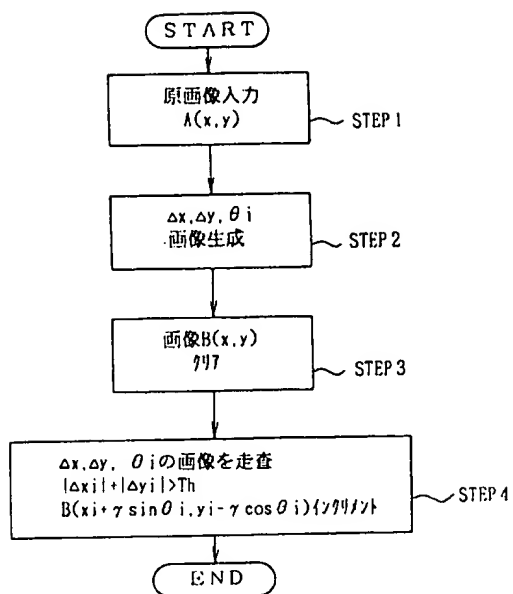 START
原画像入力
A(x,y)
STEP 1
Δx,Δy,θi
画像生成
STEP 2
画像B(x,y)
クリア
STEP 3
Δx,Δy, θiの画像を走査
|Δxi|+|Δyi|>Th
B(xi+γsinθi,yi-γcosθi)インクリメント
STEP 4
END